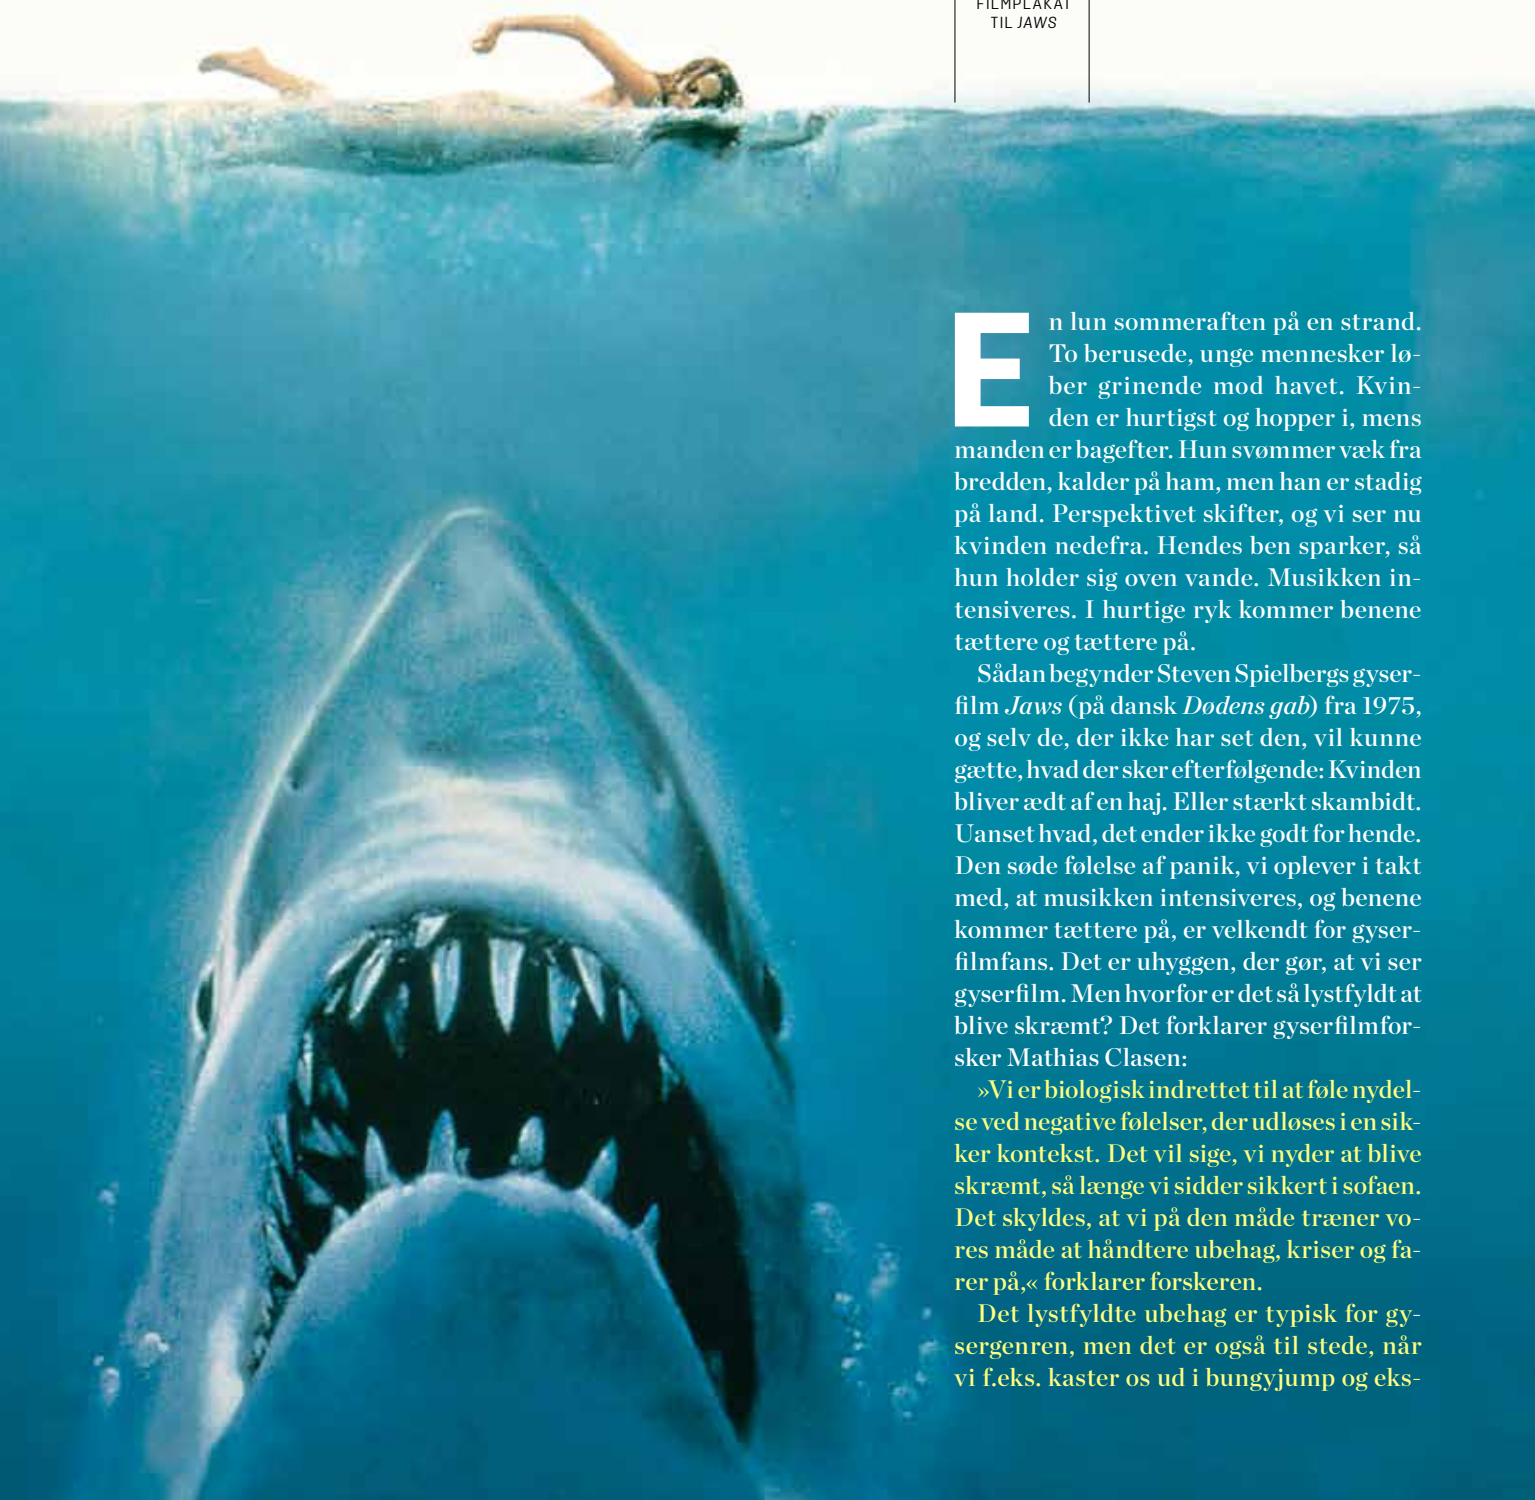 FILMPLAKAT
TIL JAWS
En lun sommeraften på en strand.
To berusede, unge mennesker lø-
ber grinende mod havet. Kvin-
den er hurtigst og hopper i, mens
manden er bagefter. Hun svømmer væk fra
bredden, kalder på ham, men han er stadig
på land. Perspektivet skifter, og vi ser nu
kvinden nedefra. Hendes ben sparker, så
hun holder sig oven vande. Musikken in-
tensiveres. I hurtige ryk kommer benene
tættere og tættere på.
Sådan begynder Steven Spielbergs gyser-
film Jaws (på dansk Dødens gab) fra 1975,
og selv de, der ikke har set den, vil kunne
gætte, hvad der sker efterfølgende: Kvinden
bliver ædt af en haj. Eller stærkt skambidt.
Uanset hvad, det ender ikke godt for hende.
Den søde følelse af panik, vi oplever i takt
med, at musikken intensiveres, og benene
kommer tættere på, er velkendt for gyser-
filmfans. Det er uhyggen, der gør, at vi ser
gyserfilm. Men hvorfor er det så lystfyldt at
blive skræmt? Det forklarer gyserfilmfor-
sker Mathias Clasen:
»Vi er biologisk indrettet til at føle nydel-
se ved negative følelser, der udløses i en sik-
ker kontekst. Det vil sige, vi nyder at blive
skræmt, så længe vi sidder sikkert i sofaen.
Det skyldes, at vi på den måde træner vo-
res måde at håndtere ubehag, kriser og fa-
rer på,« forklarer forskeren.
Det lystfyldte ubehag er typisk for gy-
sergenren, men det er også til stede, når
vi f.eks. kaster os ud i bungyjump og eks-